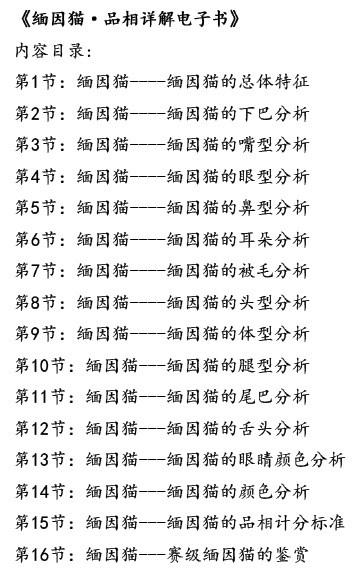 《缅因猫·品相详解电子书》
内容目录：
第1节：缅因猫----缅因猫的总体特征
第2节：缅因猫----缅因猫的下巴分析
第3节：缅因猫----缅因猫的嘴型分析
第4节：缅因猫----缅因猫的眼型分析
第5节：缅因猫----缅因猫的鼻型分析
第6节：缅因猫----缅因猫的耳朵分析
第7节：缅因猫----缅因猫的被毛分析
第8节：缅因猫----缅因猫的头型分析
第9节：缅因猫----缅因猫的体型分析
第10节：缅因猫---缅因猫的腿型分析
第11节：缅因猫---缅因猫的尾巴分析
第12节：缅因猫---缅因猫的舌头分析
第13节：缅因猫---缅因猫的眼睛颜色分析
第14节：缅因猫---缅因猫的颜色分析
第15节：缅因猫---缅因猫的品相计分标准
第16节：缅因猫---赛级缅因猫的鉴赏